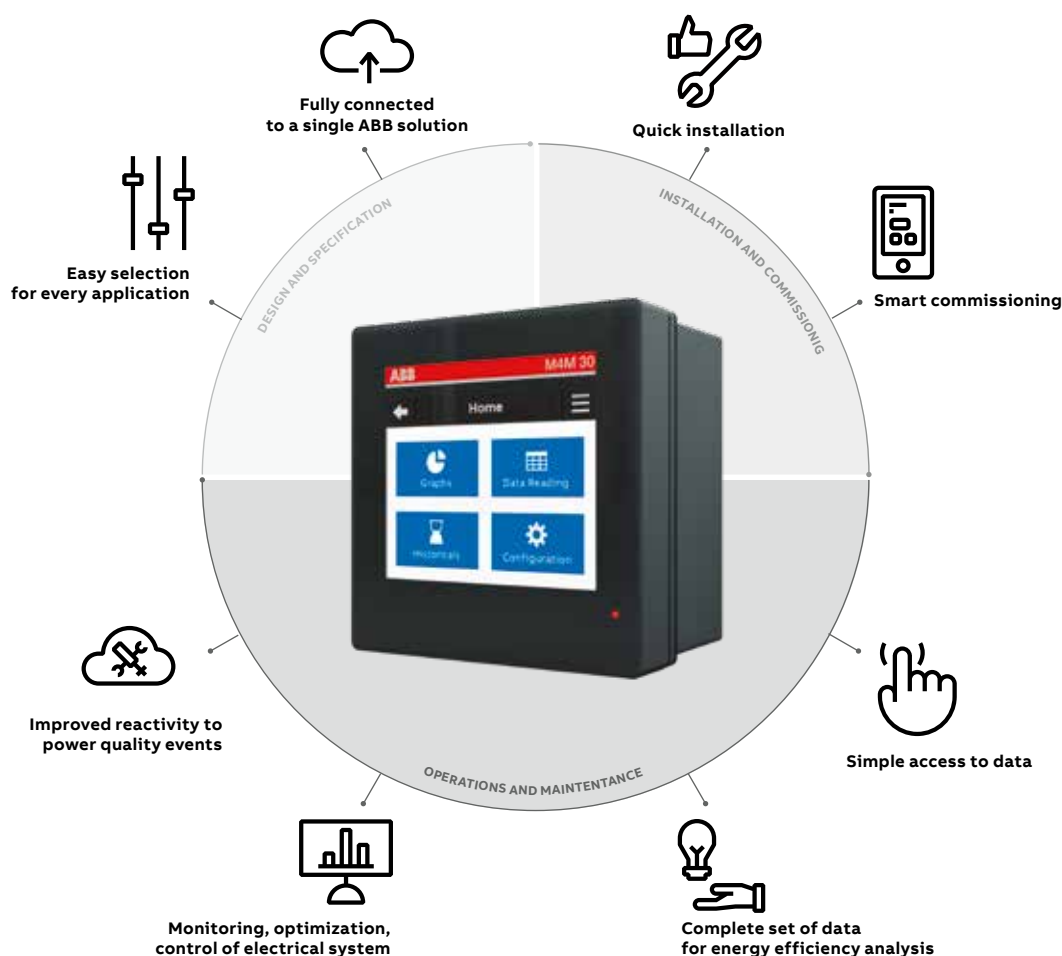 Fully connected
to a single ABB solution
Quick installation
Easy selection
for every application
Smart commissioning
DESIGN AND SPECIFICATION
INSTALLATION AND COMMISSIONIG
ABB
M4M 30
Home
Graphs
Data Reading
Historicals
Configuration
Improved reactivity to
power quality events
Simple access to data
OPERATIONS AND MAINTENTANCE
Monitoring, optimization,
control of electrical system
Complete set of data
for energy efficiency analysis